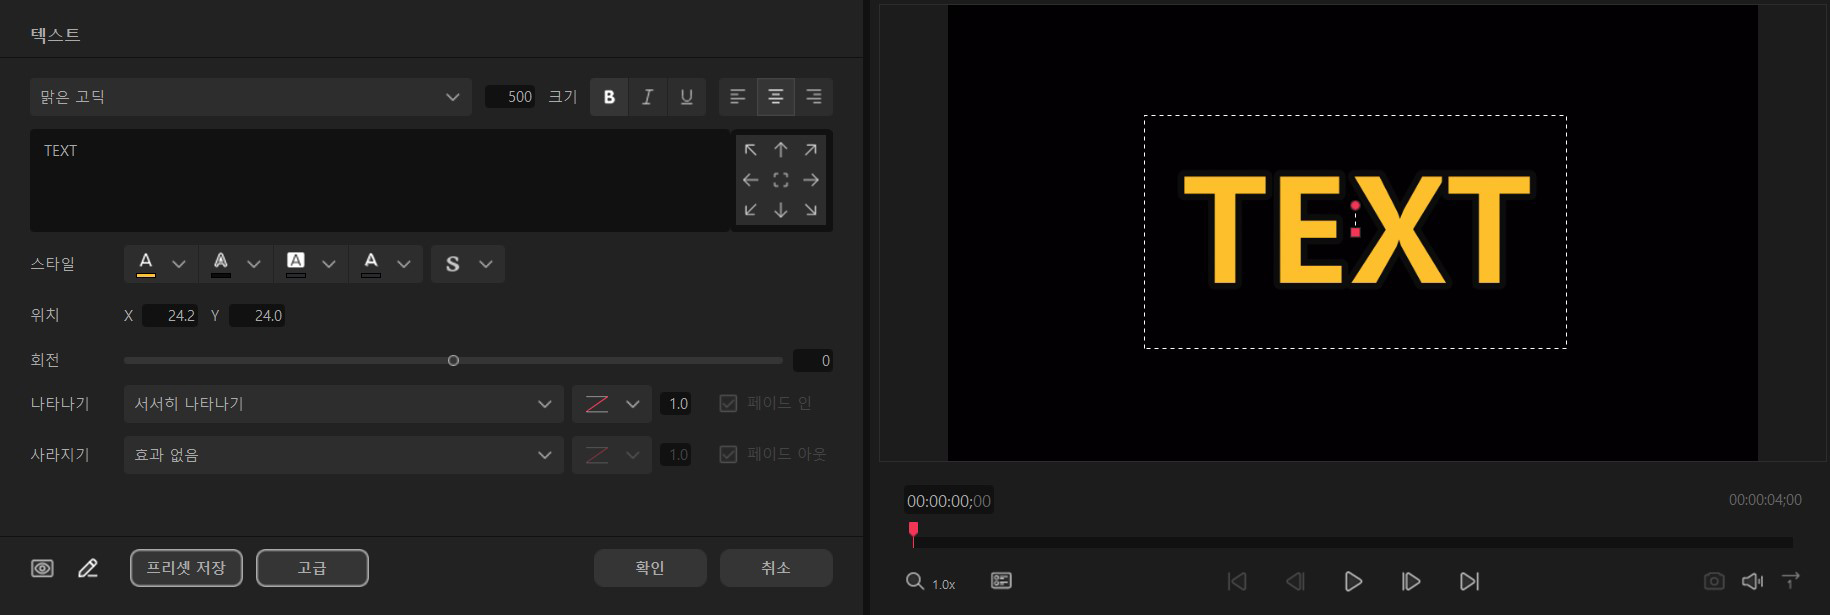 텍스트
맑은 고딕 500 크기 B I U
TEXT
스타일 A A A A S
위치 X 24.2 Y 24.0
회전 0
나타나기 서서히 나타나기 1.0 페이드 인
사라지기 효과 없음 1.0 페이드 아웃
프리셋 저장 고급 확인 취소
TEXT
00:00:00;00 00:00:04;00
1.0x 1